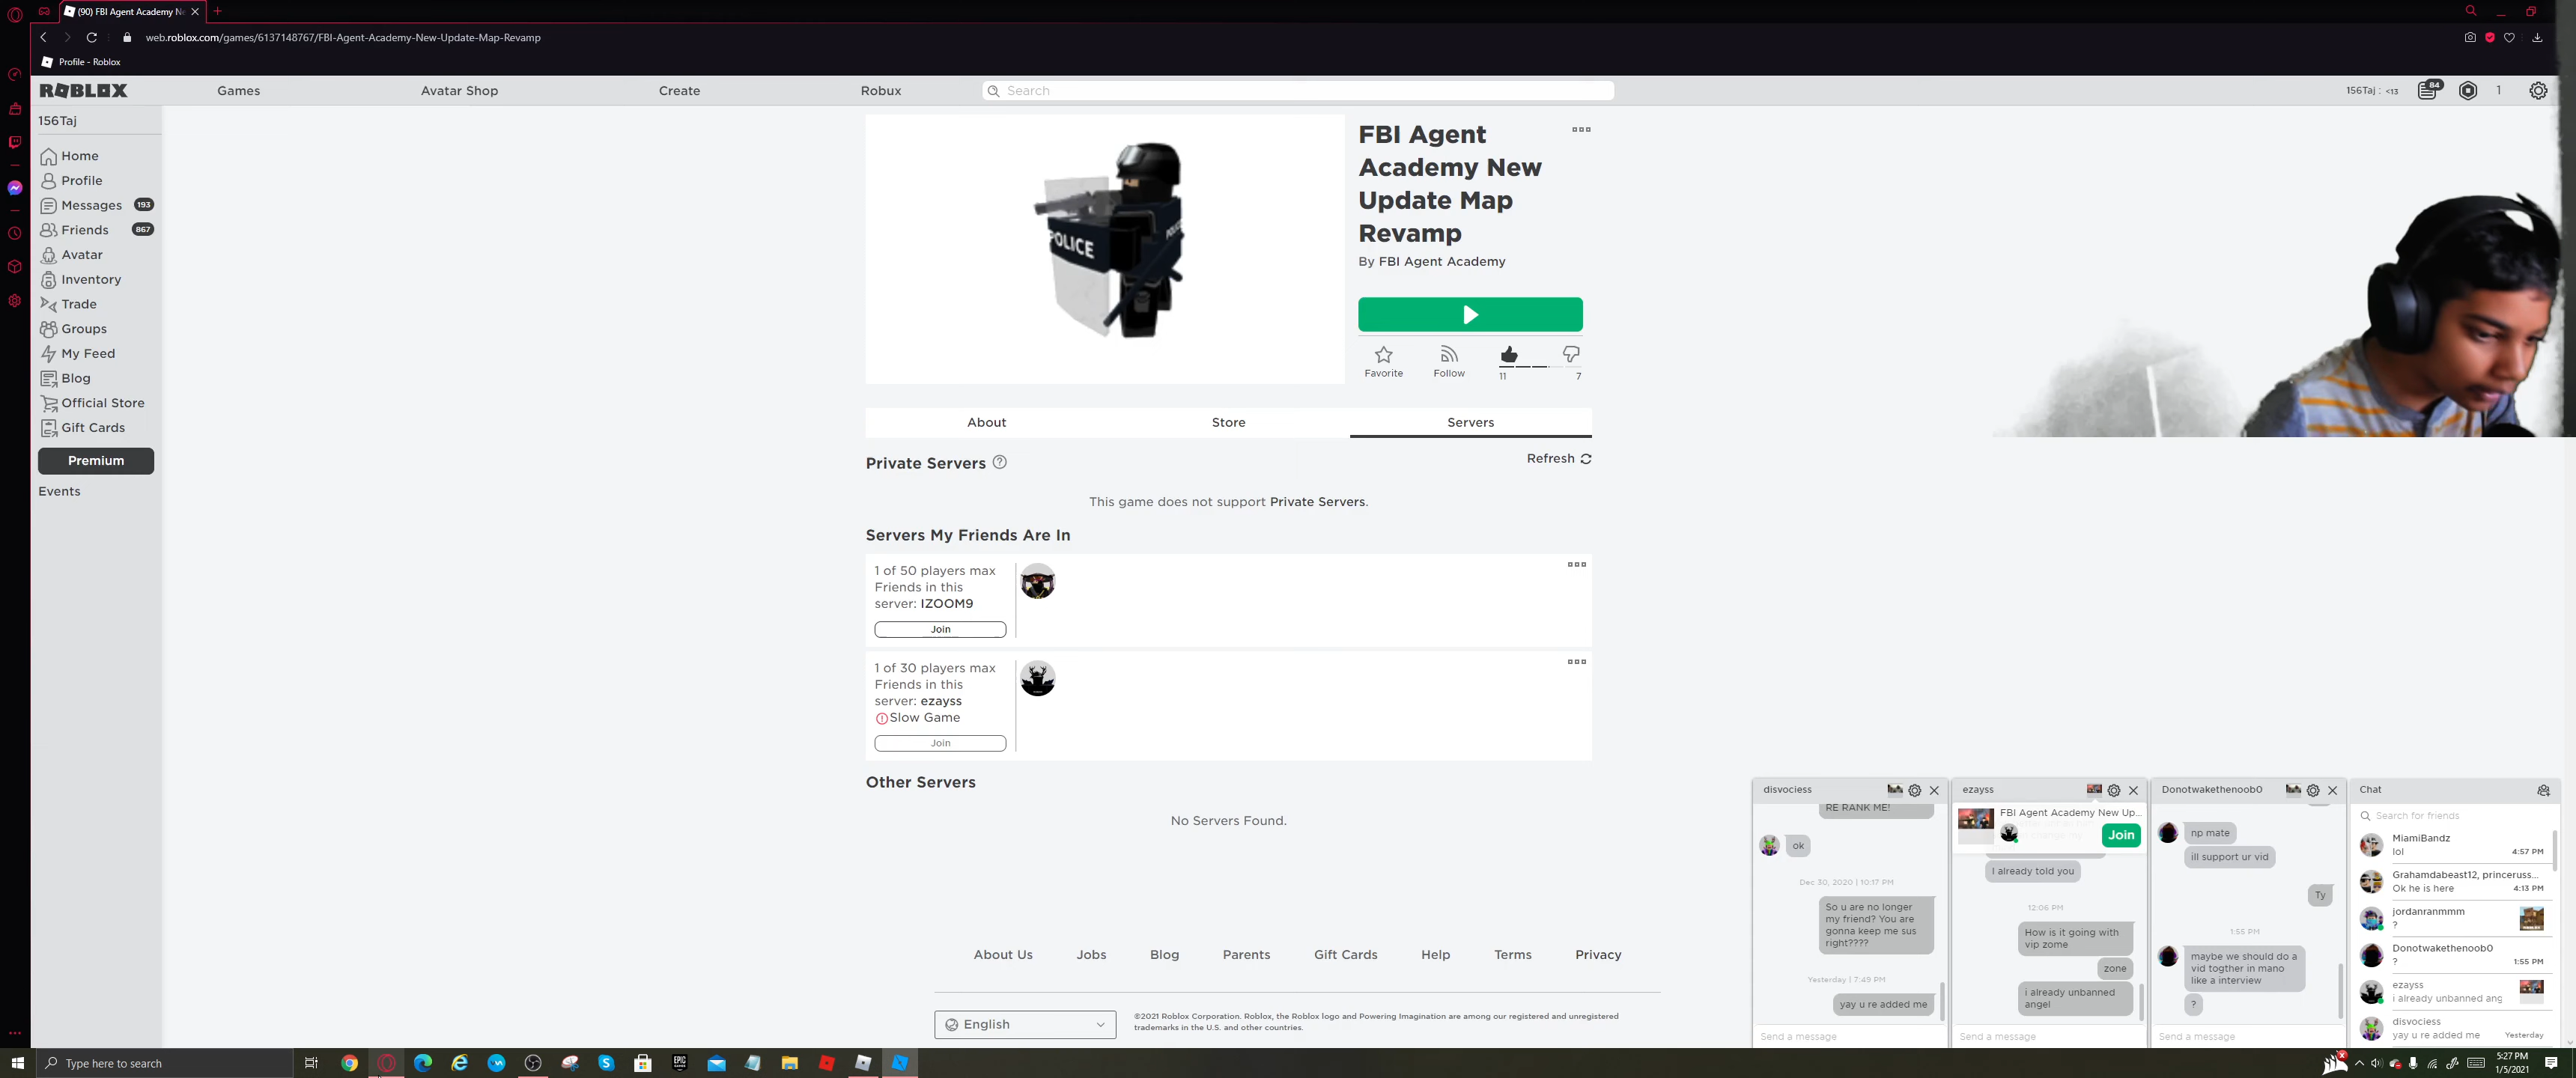 (90) FBI Agent Academy Ne
web.roblox.com/games/6137148767/FBI-Agent-Academy-New-Update-Map-Revamp
Profile - Roblox
ROBLOX
Games
Avatar Shop
Create
Robux
Search
156Taj : <13
84
1
156Taj
Home
Profile
Messages 193
Friends 867
Avatar
Inventory
Trade
Groups
My Feed
Blog
Official Store
Gift Cards
Premium
Events
POLICE
FBI Agent
Academy New
Update Map
Revamp
By FBI Agent Academy
Favorite
Follow
11
7
About
Store
Servers
Private Servers
Refresh
This game does not support Private Servers.
Servers My Friends Are In
1 of 50 players max
Friends in this
server: IZOOM9
Join
1 of 30 players max
Friends in this
server: ezayss
Slow Game
Join
Other Servers
No Servers Found.
About Us
Jobs
Blog
Parents
Gift Cards
Help
Terms
Privacy
English
©2021 Roblox Corporation. Roblox, the Roblox logo and Powering Imagination are among our registered and unregistered
trademarks in the U.S. and other countries.
disvociess
RE RANK ME!
ok
Dec 30, 2020 | 10:17 PM
So u are no longer
my friend? You are
gonna keep me sus
right????
Yesterday | 7:49 PM
yay u re added me
Send a message
ezayss
FBI Agent Academy New Up...
Join
I already told you
12:06 PM
How is it going with
vip zome
zone
i already unbanned
angel
Send a message
Donotwakethenoob0
np mate
ill support ur vid
Ty
1:55 PM
maybe we should do a
vid togther in mano
like a interview
?
Send a message
Chat
Search for friends
MiamiBandz
lol
4:57 PM
Grahamdabeast12, princeruss...
Ok he is here
4:13 PM
jordanranmmm
?
Donotwakethenoob0
?
1:55 PM
ezayss
i already unbanned ang
disvociess
yay u re added me
Yesterday
Type here to search
5:27 PM
1/5/2021